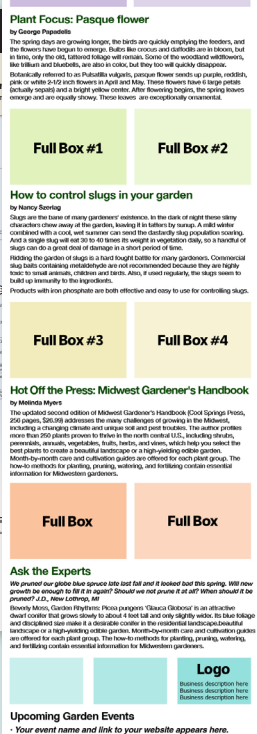 Plant Focus: Pasque flower
by George Papadelis
The spring days are growing longer, the birds are quickly emptying the feeders, and
the flowers have begun to emerge. Bulbs like crocus and daffodils are in bloom, but
in time, only the old, tattered foliage will remain. Some of the woodland wildflowers,
like trillium and bluebells, are also in color, but they too will quickly disappear.
Botanically referred to as Pulsatilla vulgaris, pasque flower sends up purple, reddish,
pink or white 2-1/2 inch flowers in April and May. These flowers have 6 large petals
(actually sepals) and a bright yellow center. After flowering begins, the spring leaves
emerge and are equally showy. These leaves are exceptionally ornamental.
Full Box #1
Full Box #2
How to control slugs in your garden
by Nancy Szerlag
Slugs are the bane of many gardeners' existence. In the dark of night these slimy
characters chew away at the garden, leaving it in tatters by sunup. A mild winter
combined with a cool, wet summer can send the dastardly slug population soaring.
And a single slug will eat 30 to 40 times its weight in vegetation daily, so a handful of
slugs can do a great deal of damage in a short period of time.
Ridding the garden of slugs is a hard fought battle for many gardeners. Commercial
slug baits containing metaldehyde are not recommended because they are highly
toxic to small animals, children and birds. Also, if used regularly, the slugs seem to
build up immunity to the ingredients.
Products with iron phosphate are both effective and easy to use for controlling slugs.
Full Box #3
Full Box #4
Hot Off the Press: Midwest Gardener's Handbook
by Melinda Myers
The updated second edition of Midwest Gardener's Handbook (Cool Springs Press,
256 pages, $26.99) addresses the many challenges of growing in the Midwest,
including a changing climate and unique soil and pest troubles. The author profiles
more than 250 plants proven to thrive in the north central U.S., including shrubs,
perennials, annuals, vegetables, fruits, herbs, and vines, which help you select the
best plants to create a beautiful landscape or a high-yielding edible garden.
Month-by-month care and cultivation guides are offered for each plant group. The
how-to methods for planting, pruning, watering, and fertilizing contain essential
information for Midwestern gardeners.
Full Box
Full Box
Ask the Experts
We pruned our globe blue spruce late last fall and it looked bad this spring. Will new
growth be enough to fill it in again? Should we not prune it at all? When should it be
pruned? J.D., New Lothrop, MI
Beverly Moss, Garden Rhythms: Picea pungens 'Glauca Globosa' is an attractive
dwarf conifer that grows slowly to about 4 feet tall and only slightly wider. Its blue foliage
and disciplined size make it a desirable conifer in the residential landscape.beautiful
landscape or a high-yielding edible garden. Month-by-month care and cultivation guides
are offered for each plant group. The how-to methods for planting, pruning, watering,
and fertilizing contain essential information for Midwestern gardeners.
Logo
Business description here
Business description here
Business description here
Upcoming Garden Events
• Your event name and link to your website appears here.